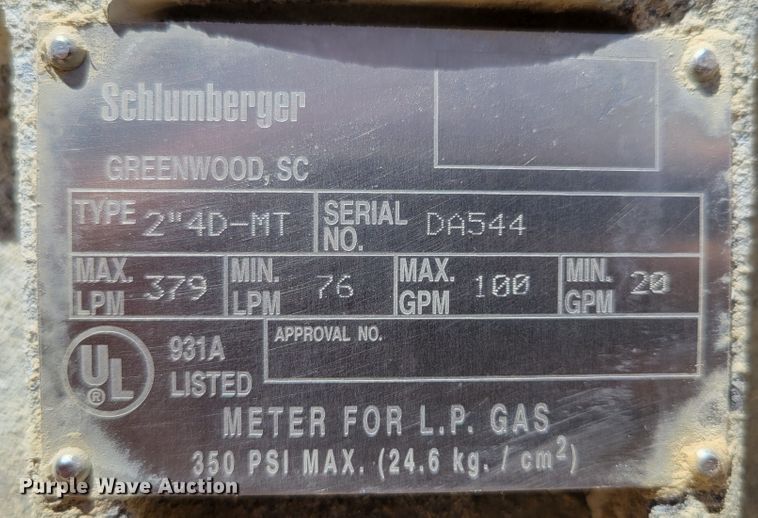 Schlumberger
GREENWOOD, SC
TYPE 2"4D-MT SERIAL NO. DA544
MAX. LPM 379 MIN. LPM 76 MAX. GPM 100 MIN. GPM 20
UL ® 931A LISTED APPROVAL NO.
METER FOR L.P. GAS
350 PSI MAX. (24.6 kg. / cm²)
Purple Wave Auction